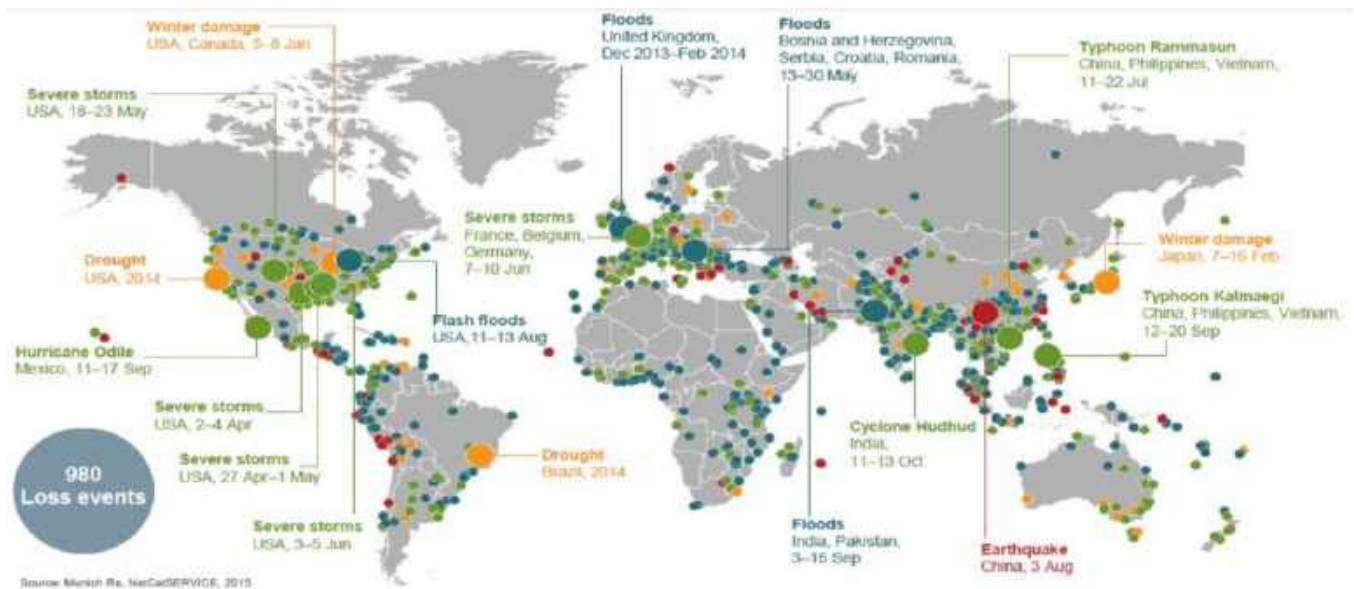 Winter damage
USA, Canada, 5–8 Jan
Floods
United Kingdom,
Dec 2013–Feb 2014
Floods
Bosnia and Herzegovina,
Serbia, Croatia, Romania,
13–30 May
Typhoon Rammasun
China, Philippines, Vietnam,
11–22 Jul
Severe storms
USA, 18–23 May
Severe storms
France, Belgium,
Germany,
7–10 Jun
Drought
USA, 2014
Winter damage
Japan, 7–16 Feb
Typhoon Kalmaegi
China, Philippines, Vietnam,
12–20 Sep
Flash floods
USA, 11–13 Aug
Hurricane Odile
Mexico, 11–17 Sep
Severe storms
USA, 2–4 Apr
Cyclone Hudhud
India,
11–13 Oct
Drought
Brazil, 2014
Severe storms
USA, 27 Apr–1 May
980
Loss events
Severe storms
USA, 3–5 Jun
Floods
India, Pakistan,
3–15 Sep
Earthquake
China, 3 Aug
Source: Munich Re, NatCatSERVICE, 2015